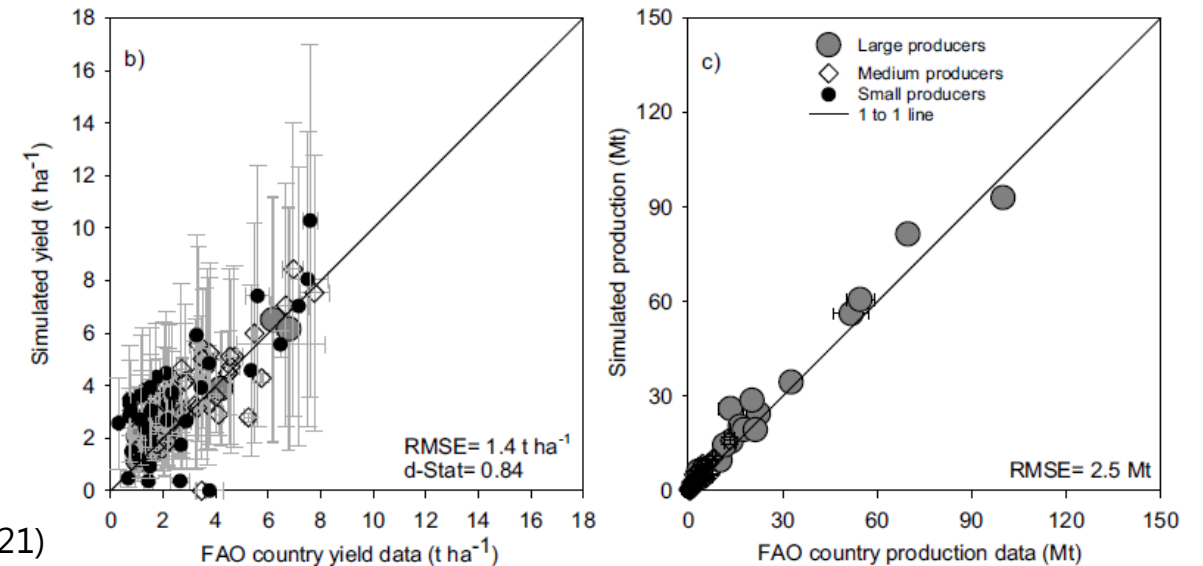 b)
18
16
14
12
10
8
6
4
2
0
Simulated yield (t ha-1)
RMSE= 1.4 t ha-1
d-Stat= 0.84
0 2 4 6 8 10 12 14 16 18
FAO country yield data (t ha-1)
21)
c)
Large producers
Medium producers
Small producers
1 to 1 line
150
120
90
60
30
0
Simulated production (Mt)
RMSE= 2.5 Mt
0 30 60 90 120 150
FAO country production data (Mt)